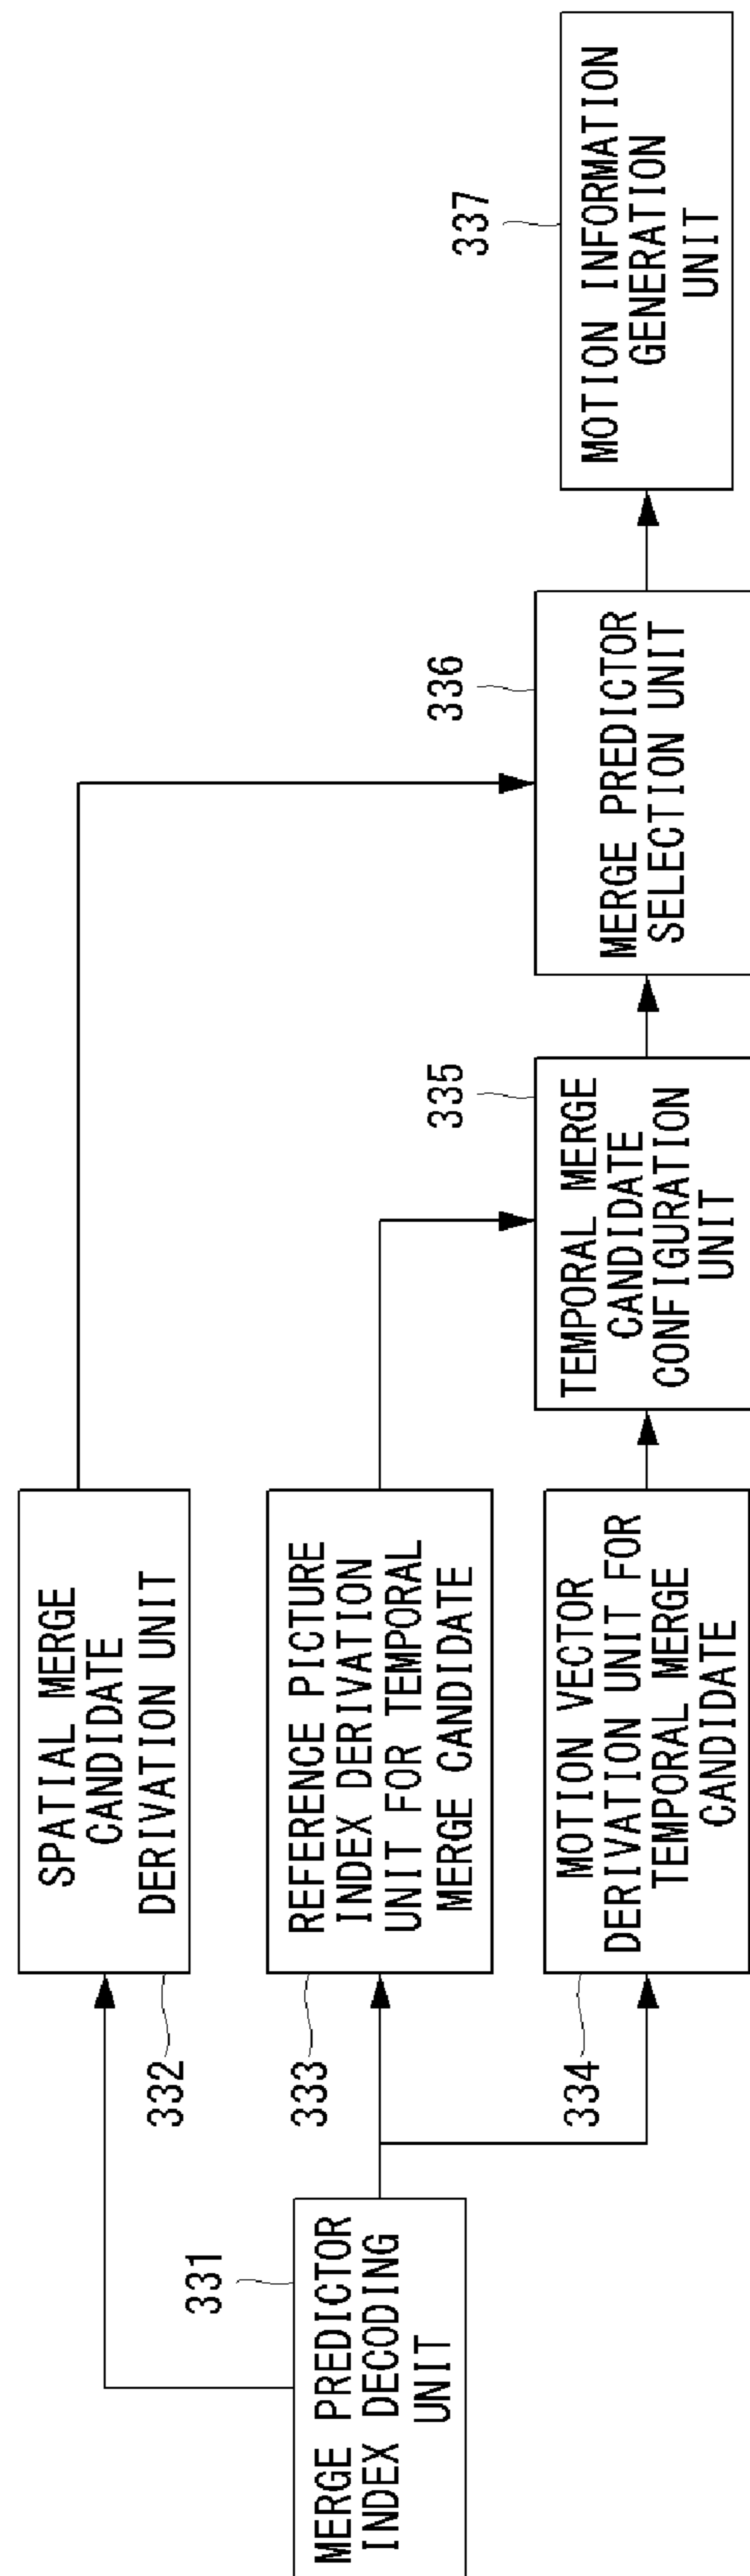 331
MERGE PREDICTOR
INDEX DECODING
UNIT
332
SPATIAL MERGE
CANDIDATE
DERIVATION UNIT
333
REFERENCE PICTURE
INDEX DERIVATION
UNIT FOR TEMPORAL
MERGE CANDIDATE
334
MOTION VECTOR
DERIVATION UNIT FOR
TEMPORAL MERGE
CANDIDATE
335
TEMPORAL MERGE
CANDIDATE
CONFIGURATION
UNIT
336
MERGE PREDICTOR
SELECTION UNIT
337
MOTION INFORMATION
GENERATION
UNIT